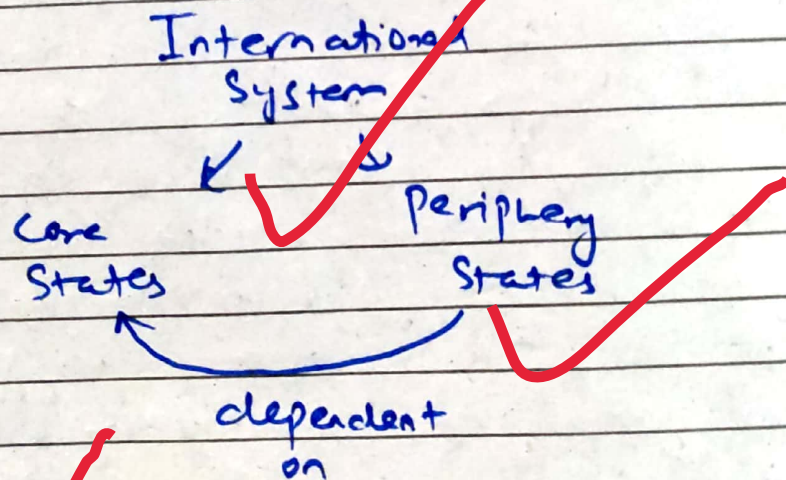 International
System
Core
States
Periphery
States
dependent
on